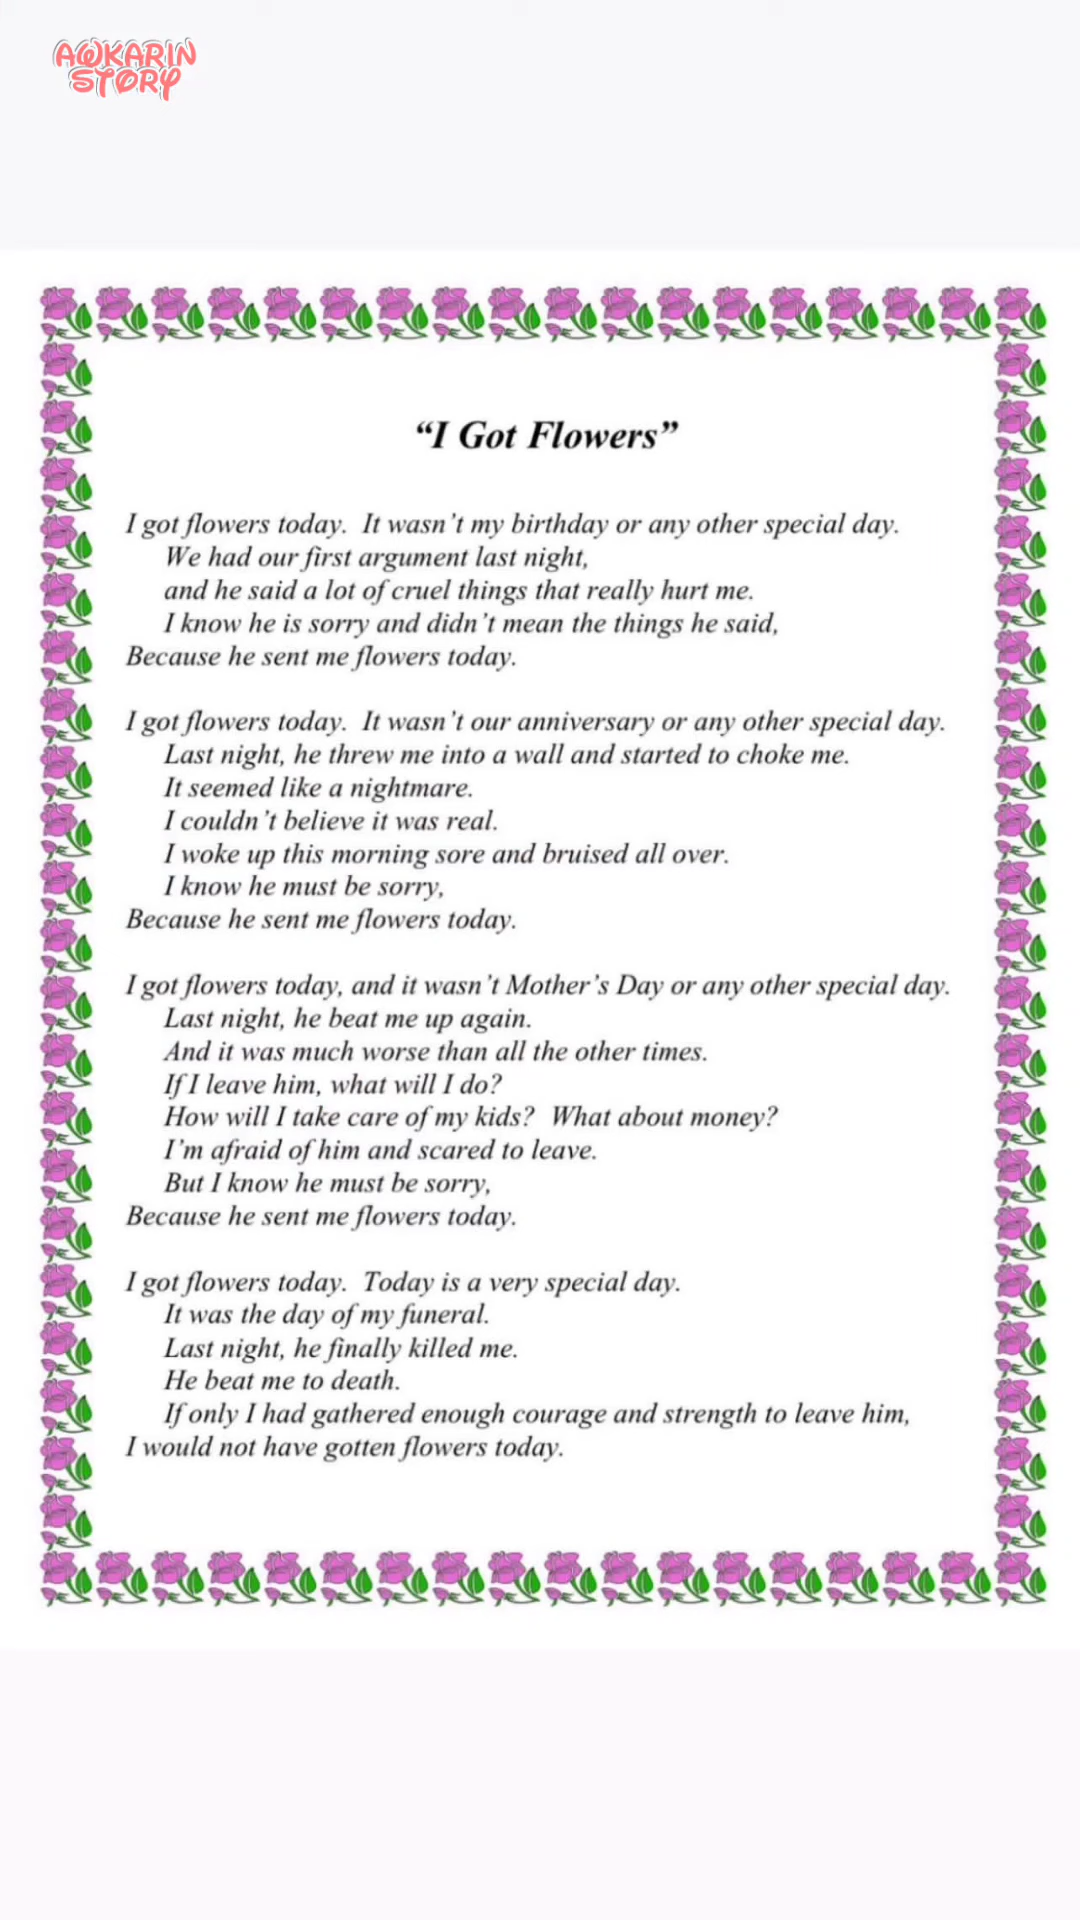 AWKARIN
STORY
“I Got Flowers”
I got flowers today.  It wasn’t my birthday or any other special day.
We had our first argument last night,
and he said a lot of cruel things that really hurt me.
I know he is sorry and didn’t mean the things he said,
Because he sent me flowers today.
I got flowers today.  It wasn’t our anniversary or any other special day.
Last night, he threw me into a wall and started to choke me.
It seemed like a nightmare.
I couldn’t believe it was real.
I woke up this morning sore and bruised all over.
I know he must be sorry,
Because he sent me flowers today.
I got flowers today, and it wasn’t Mother’s Day or any other special day.
Last night, he beat me up again.
And it was much worse than all the other times.
If I leave him, what will I do?
How will I take care of my kids?  What about money?
I’m afraid of him and scared to leave.
But I know he must be sorry,
Because he sent me flowers today.
I got flowers today.  Today is a very special day.
It was the day of my funeral.
Last night, he finally killed me.
He beat me to death.
If only I had gathered enough courage and strength to leave him,
I would not have gotten flowers today.